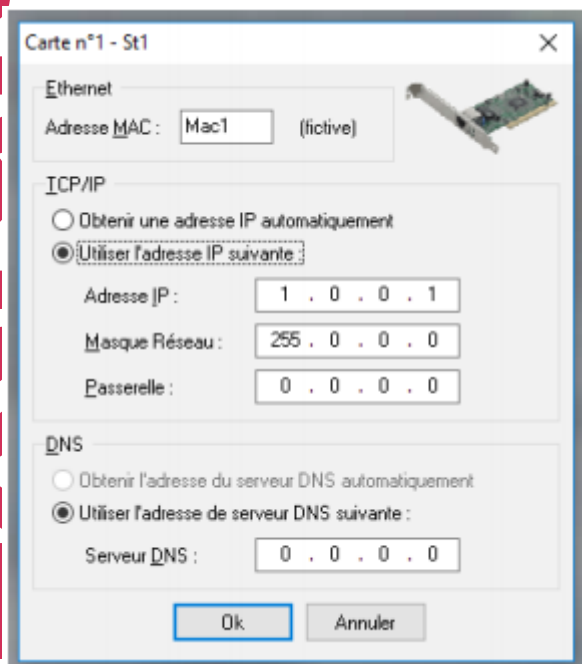 Carte n°1 - St1
Ethernet
Adresse MAC : Mac1 (fictive)
TCP/IP
Obtenir une adresse IP automatiquement
Utiliser l'adresse IP suivante :
Adresse IP : 1 . 0 . 0 . 1
Masque Réseau : 255 . 0 . 0 . 0
Passerelle : 0 . 0 . 0 . 0
DNS
Obtenir l'adresse du serveur DNS automatiquement
Utiliser l'adresse de serveur DNS suivante :
Serveur DNS : 0 . 0 . 0 . 0
Ok Annuler